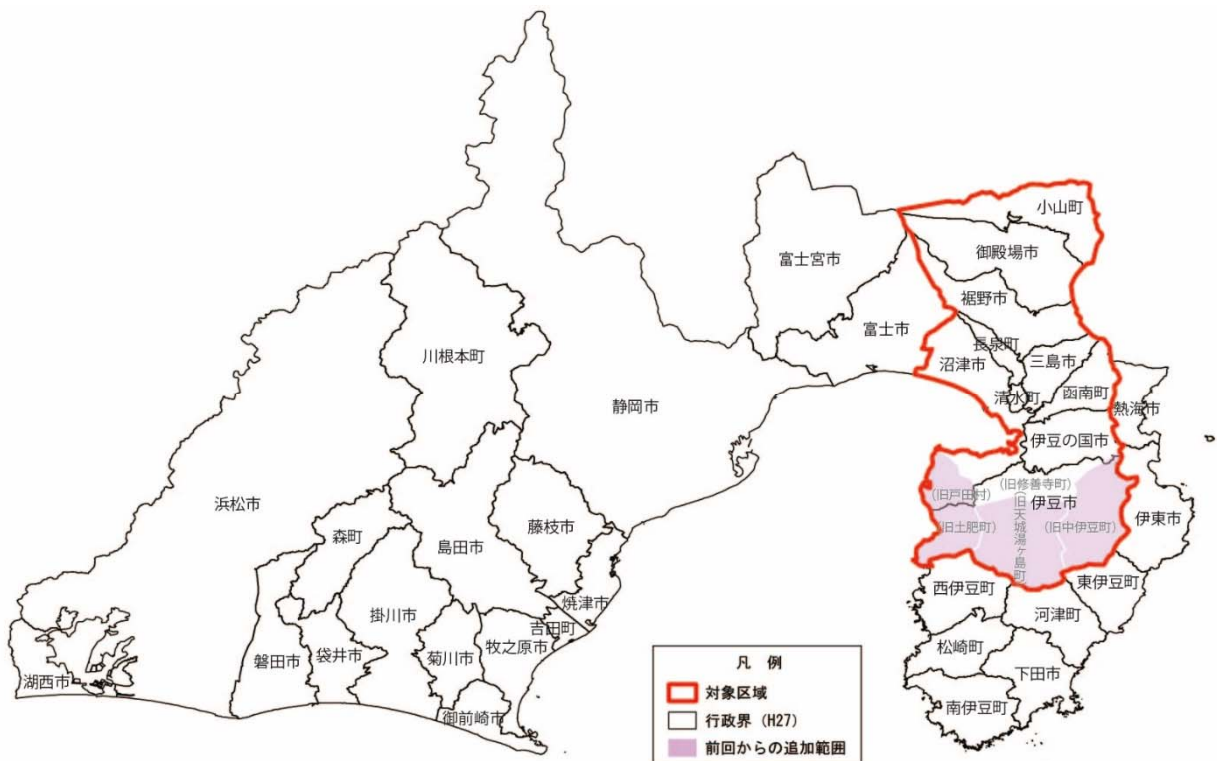 小山町
御殿場市
富士宮市
裾野市
富士市
長泉町
川根本町
沼津市
三島市
清水町
函南町
静岡市
熱海市
伊豆の国市
浜松市
(旧修善寺町)
(旧戸田村)
伊豆市
(旧土肥町)
(旧天城湯ヶ島町)
(旧中伊豆町)
伊東市
森町
島田市
藤枝市
西伊豆町
東伊豆町
焼津市
掛川市
吉田町
河津町
磐田市
袋井市
菊川市
牧之原市
松崎町
湖西市
下田市
御前崎市
南伊豆町
凡 例
対象区域
行政界 (H27)
前回からの追加範囲